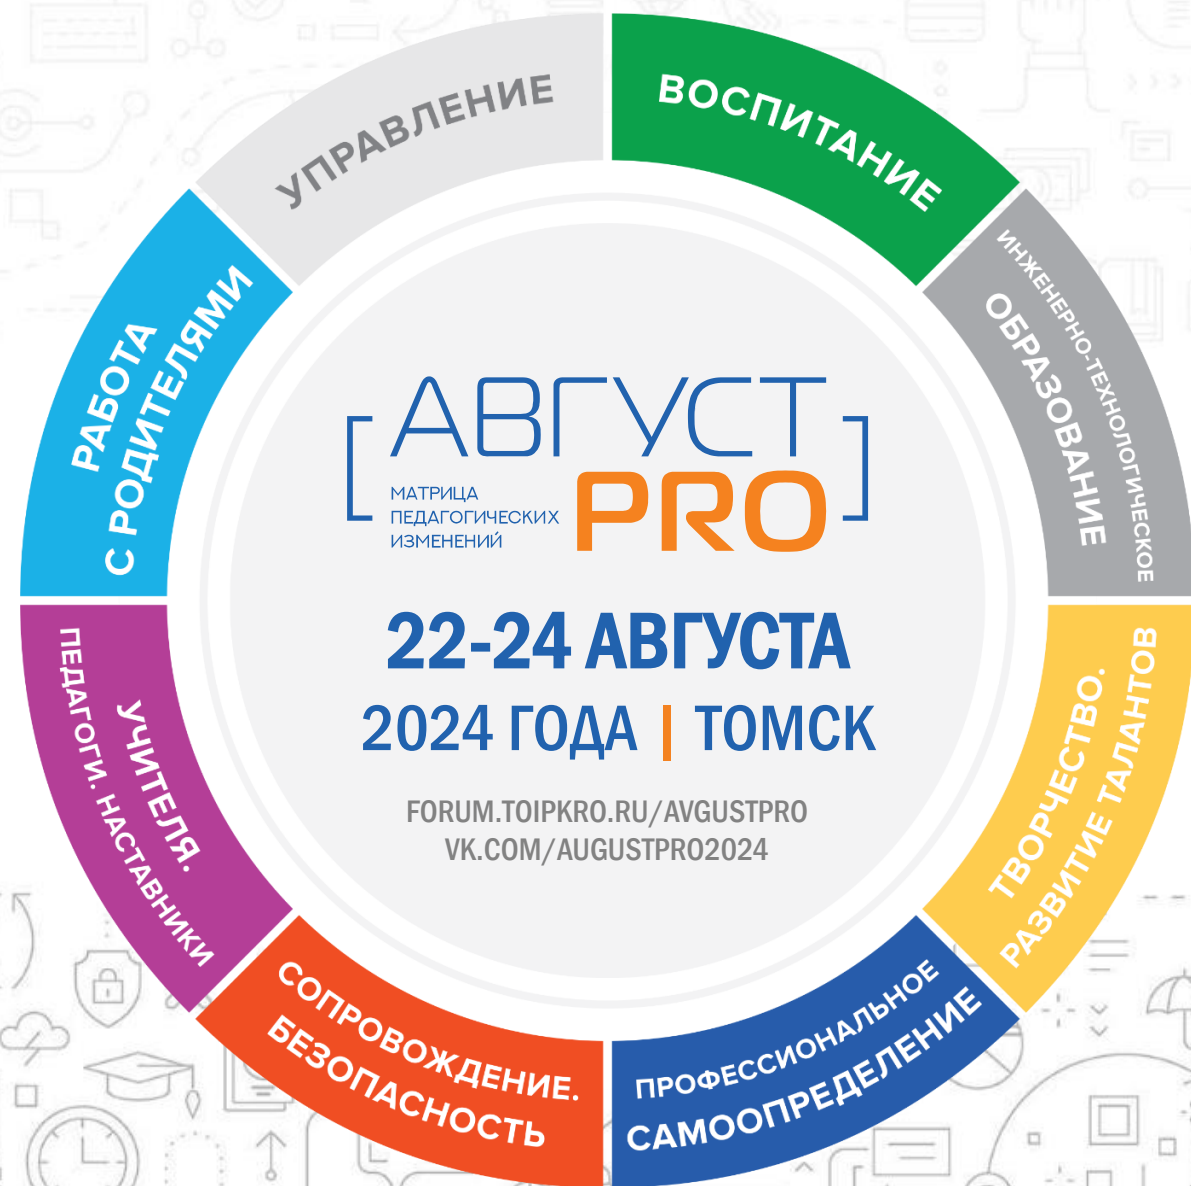 УПРАВЛЕНИЕ
ВОСПИТАНИЕ
ИНЖЕНЕРНО-ТЕХНОЛОГИЧЕСКОЕ
ОБРАЗОВАНИЕ
ТВОРЧЕСТВО.
РАЗВИТИЕ ТАЛАНТОВ
ПРОФЕССИОНАЛЬНОЕ
САМООПРЕДЕЛЕНИЕ
СОПРОВОЖДЕНИЕ.
БЕЗОПАСНОСТЬ
УЧИТЕЛЯ.
ПЕДАГОГИ. НАСТАВНИКИ
РАБОТА
С РОДИТЕЛЯМИ
[АВГУСТ]
PRO
МАТРИЦА
ПЕДАГОГИЧЕСКИХ
ИЗМЕНЕНИЙ
22-24 АВГУСТА
2024 ГОДА | ТОМСК
FORUM.TOIPKRO.RU/AVGUSTPRO
VK.COM/AUGUSTPRO2024